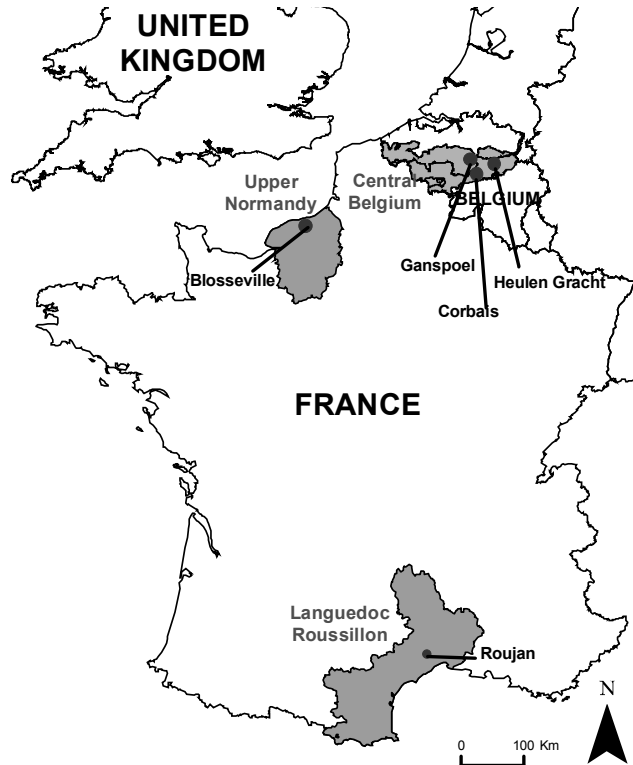 UNITED
KINGDOM
Upper
Normandy
Central
Belgium
BELGIUM
Blosseville
Ganspoel
Heulen Gracht
Corbais
FRANCE
Languedoc
Roussillon
Roujan
N
0 100 Km